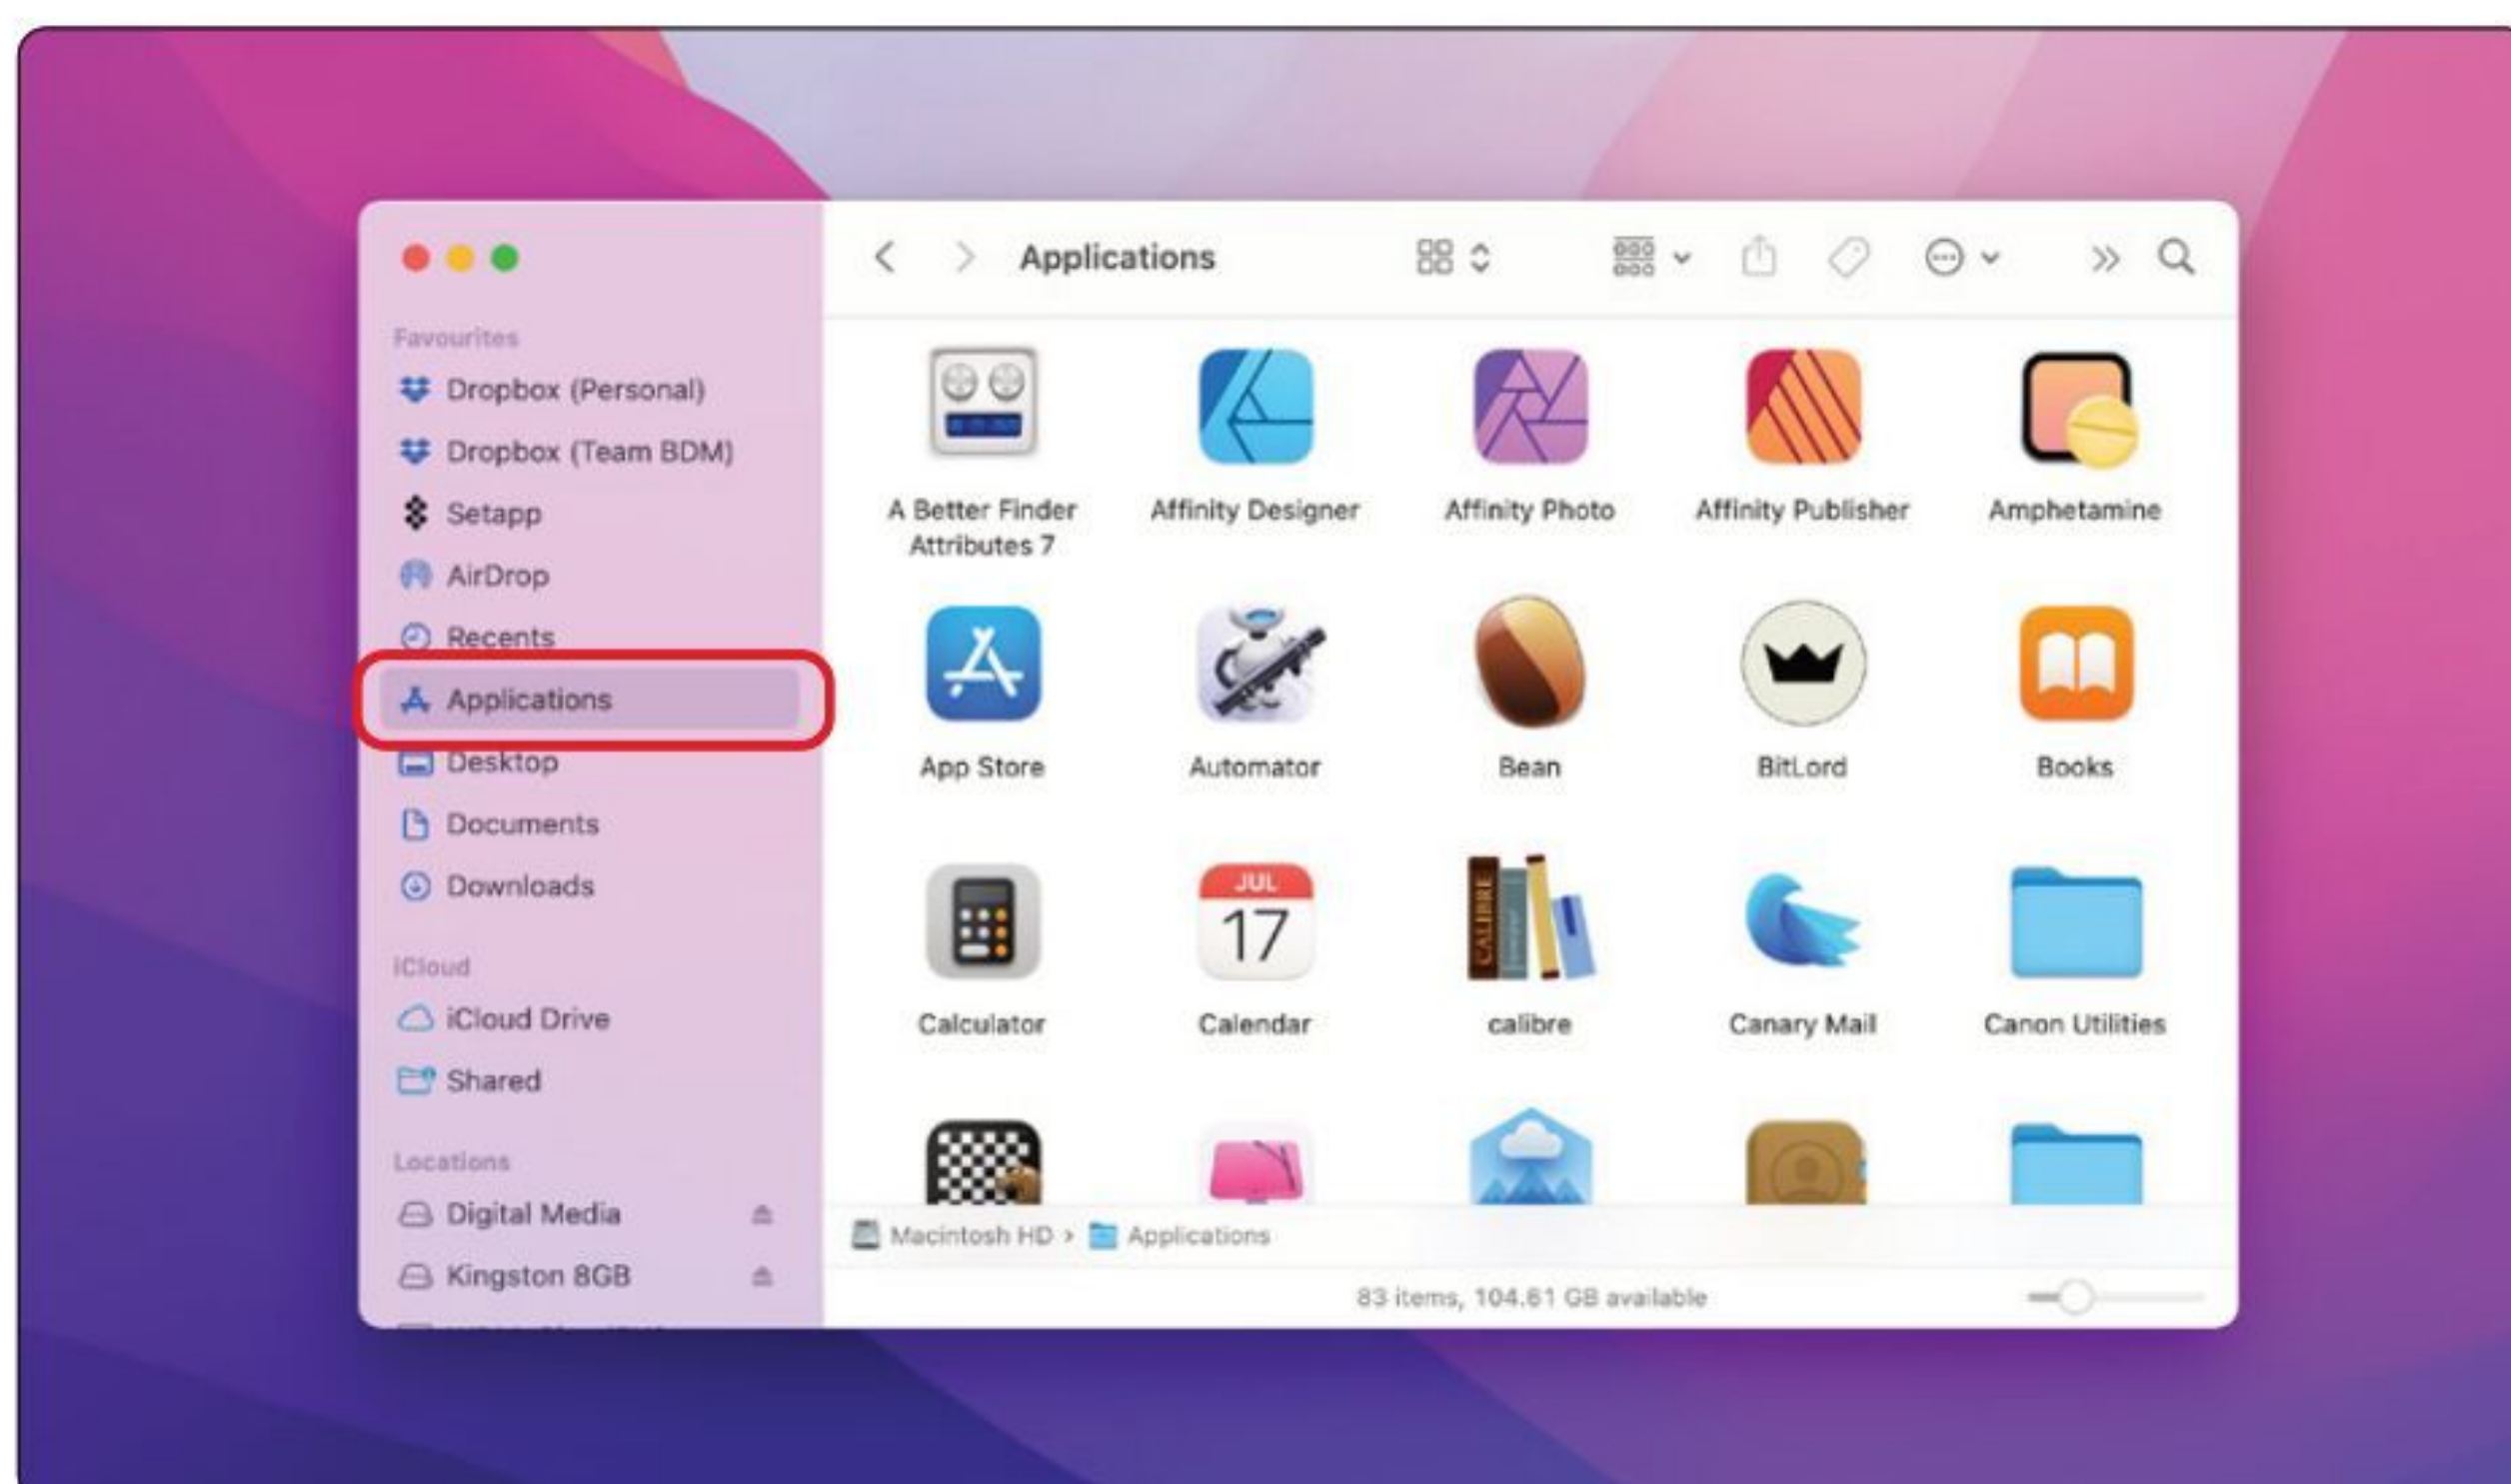 Applications
Favourites
Dropbox (Personal)
Dropbox (Team BDM)
Setapp
AirDrop
Recents
Applications
Desktop
Documents
Downloads
iCloud
iCloud Drive
Shared
Locations
Digital Media
Kingston 8GB
A Better Finder
Attributes 7
Affinity Designer
Affinity Photo
Affinity Publisher
Amphetamine
App Store
Automator
Bean
BitLord
Books
JUL
17
CALIBRE
Calculator
Calendar
calibre
Canary Mail
Canon Utilities
Macintosh HD › Applications
83 items, 104.61 GB available